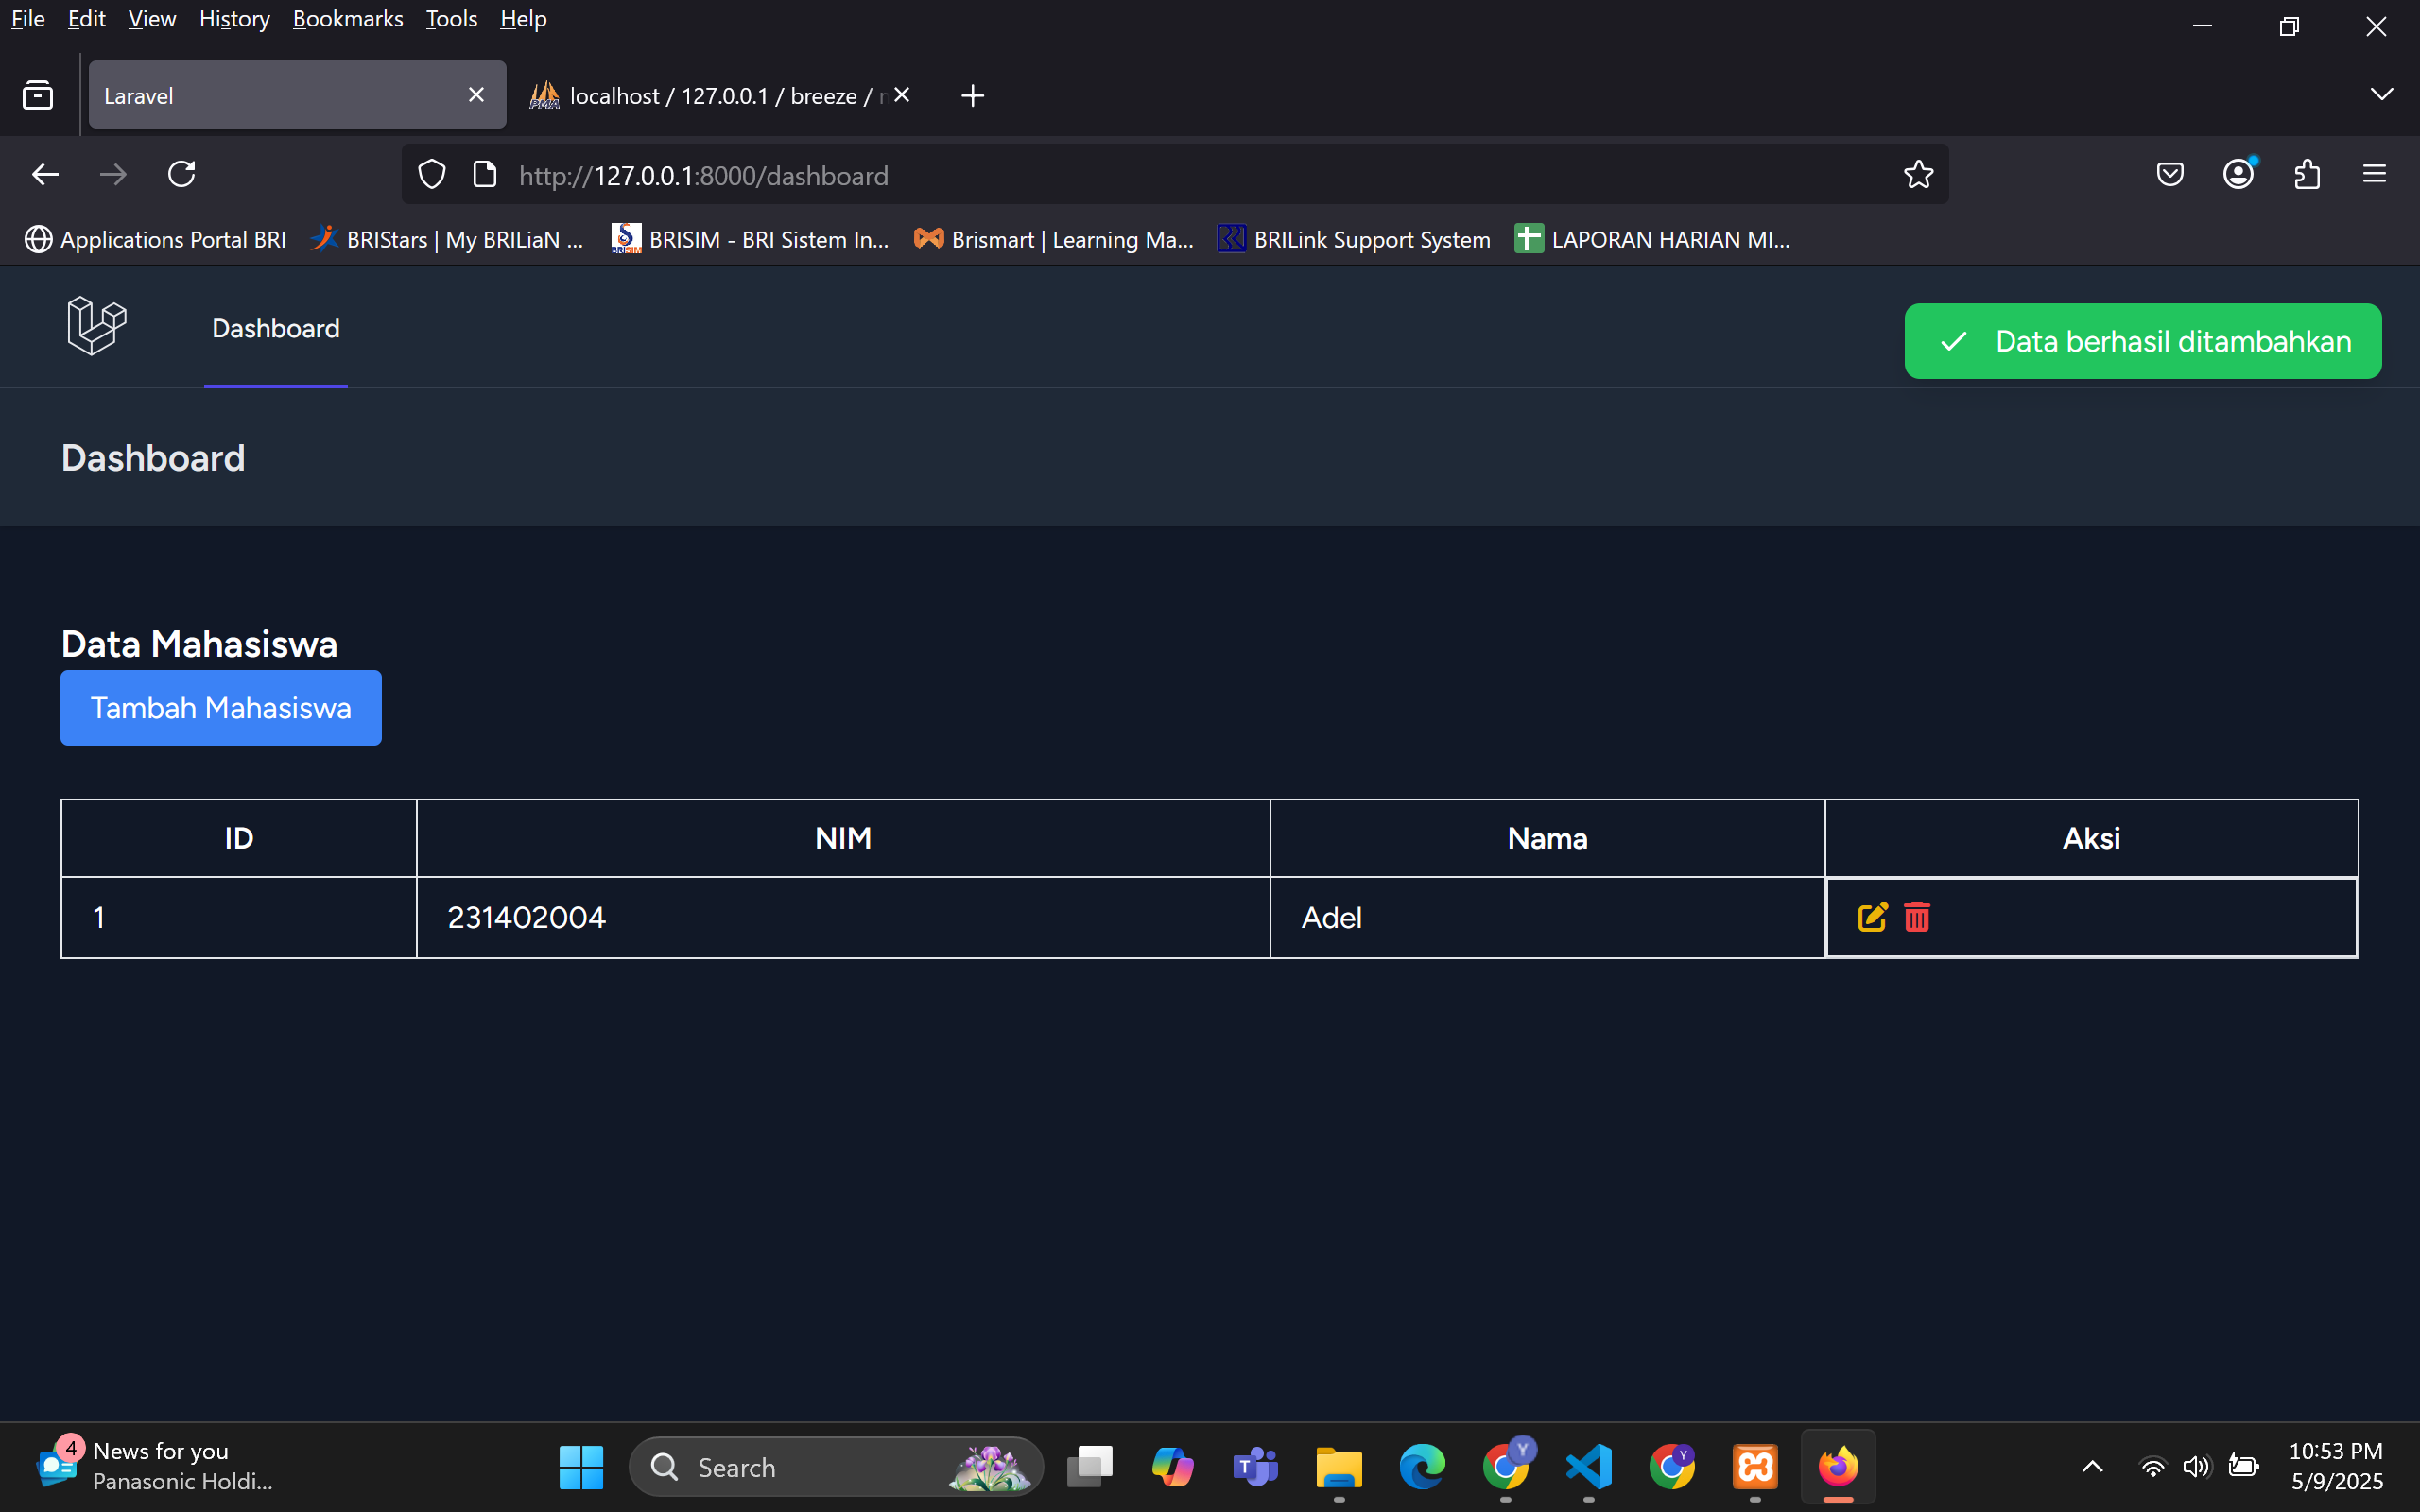 File Edit View History Bookmarks Tools Help
Laravel
localhost / 127.0.0.1 / breeze /
http://127.0.0.1:8000/dashboard
Applications Portal BRI
BRIStars | My BRILiaN ...
BRISIM - BRI Sistem In...
Brismart | Learning Ma...
BRILink Support System
LAPORAN HARIAN MI...
Dashboard
Data berhasil ditambahkan
Dashboard
Data Mahasiswa
Tambah Mahasiswa
ID NIM Nama Aksi
1 231402004 Adel
4
News for you
Panasonic Holdi...
Search
Y
T
Y
10:53 PM
5/9/2025